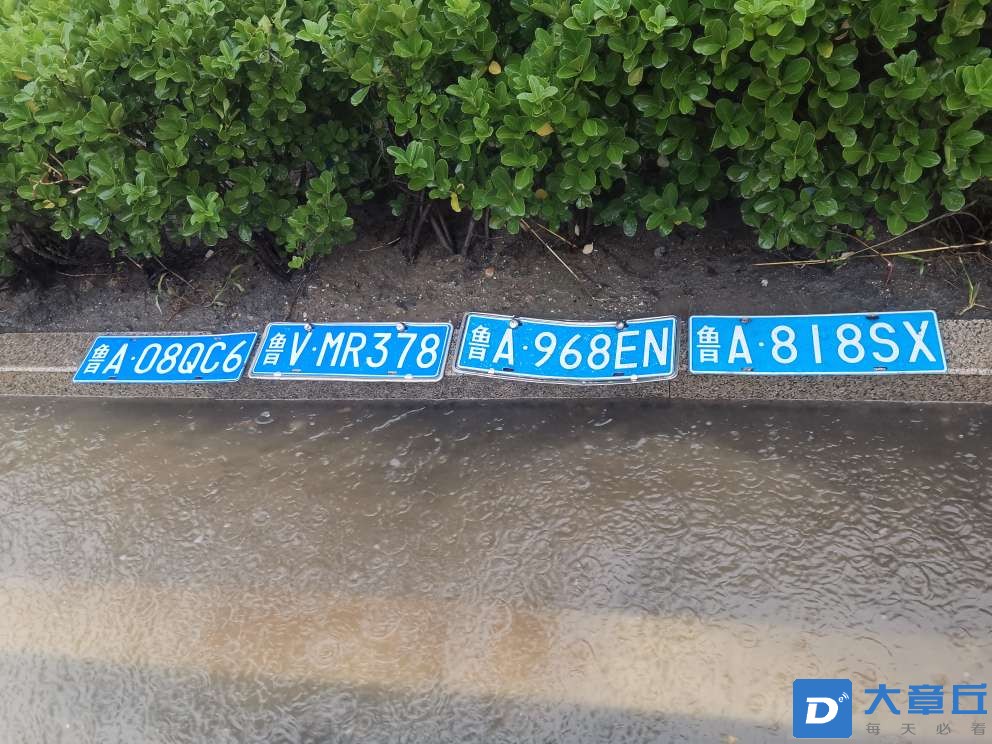 鲁A·08QC6
鲁V·MR378
鲁A·968EN
鲁A·818SX
D 大章丘
每天必看